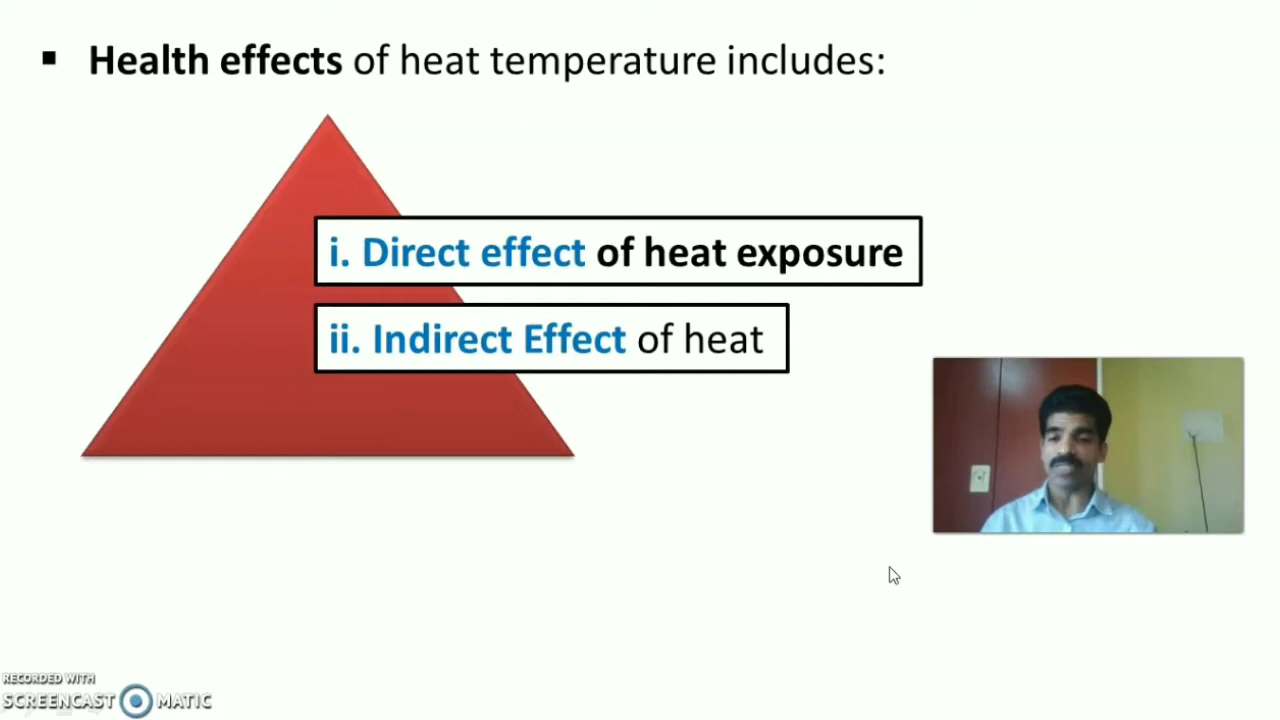 Health effects of heat temperature includes:
i. Direct effect of heat exposure
ii. Indirect Effect of heat
RECORDED WITH
SCREENCAST MATIC